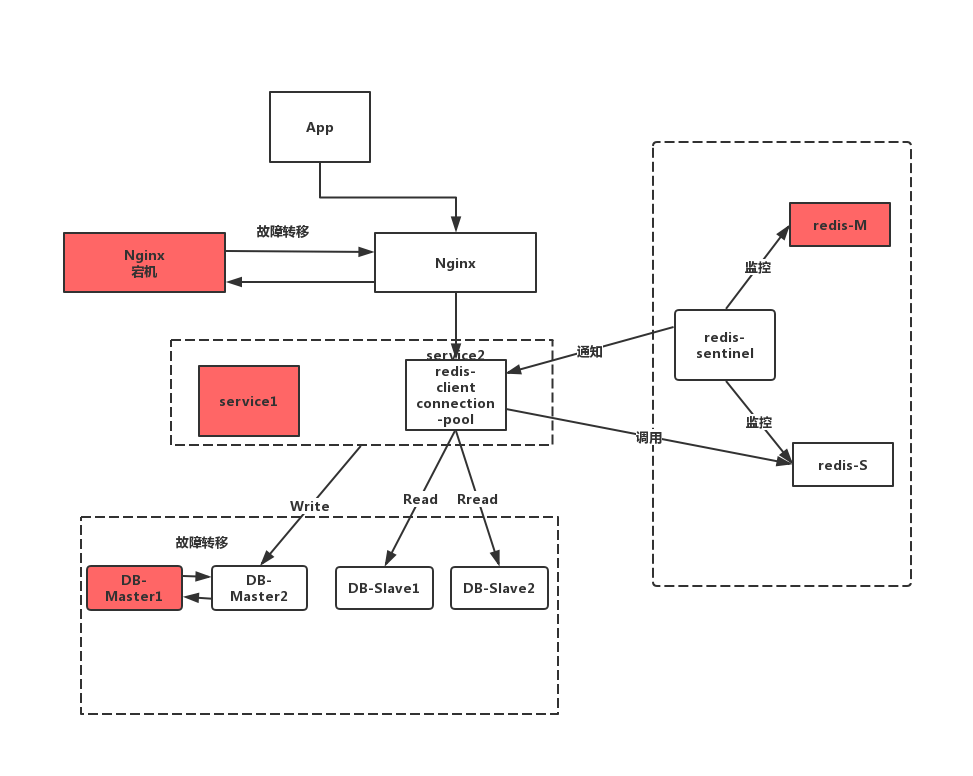 App
故障转移
Nginx
宕机
Nginx
redis-M
监控
redis-
sentinel
通知
service2
redis-
client
connection
-pool
service1
监控
调用
redis-S
Write
Read
Rread
故障转移
DB-
Master1
DB-
Master2
DB-Slave1
DB-Slave2